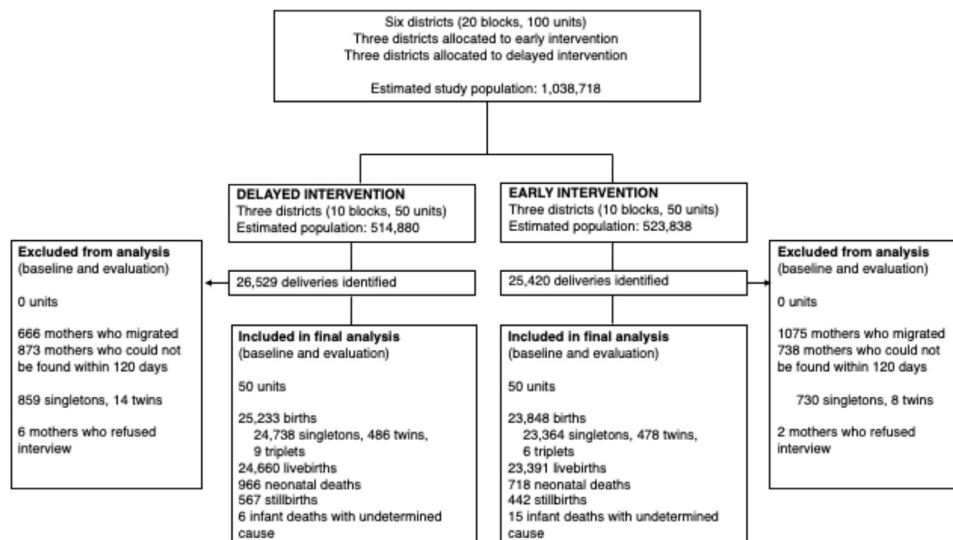 Six districts (20 blocks, 100 units)
Three districts allocated to early intervention
Three districts allocated to delayed intervention
Estimated study population: 1,038,718
DELAYED INTERVENTION
Three districts (10 blocks, 50 units)
Estimated population: 514,880
EARLY INTERVENTION
Three districts (10 blocks, 50 units)
Estimated population: 523,838
Excluded from analysis
(baseline and evaluation)
0 units
666 mothers who migrated
873 mothers who could not
be found within 120 days
859 singletons, 14 twins
6 mothers who refused
interview
26,529 deliveries identified
25,420 deliveries identified
Excluded from analysis
(baseline and evaluation)
0 units
1075 mothers who migrated
738 mothers who could not
be found within 120 days
730 singletons, 8 twins
2 mothers who refused
interview
Included in final analysis
(baseline and evaluation)
50 units
25,233 births
24,738 singletons, 486 twins,
9 triplets
24,660 livebirths
966 neonatal deaths
567 stillbirths
6 infant deaths with undetermined
cause
Included in final analysis
(baseline and evaluation)
50 units
23,848 births
23,364 singletons, 478 twins,
6 triplets
23,391 livebirths
718 neonatal deaths
442 stillbirths
15 infant deaths with undetermined
cause